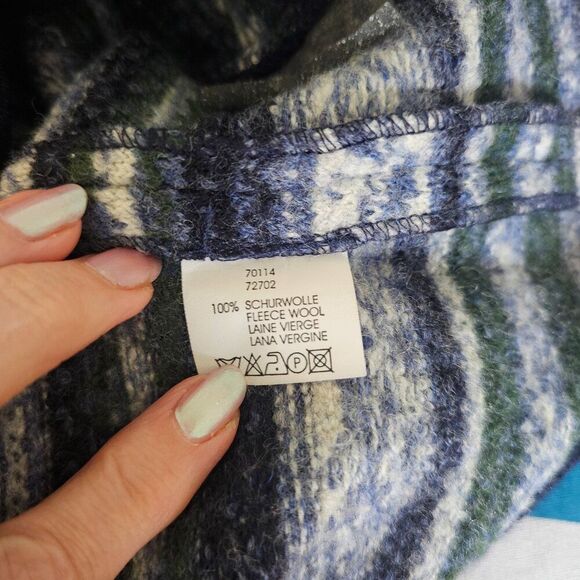 70114
72702
100% SCHURWOLLE
FLEECE WOOL
LAINE VIERGE
LANA VERGINE
P